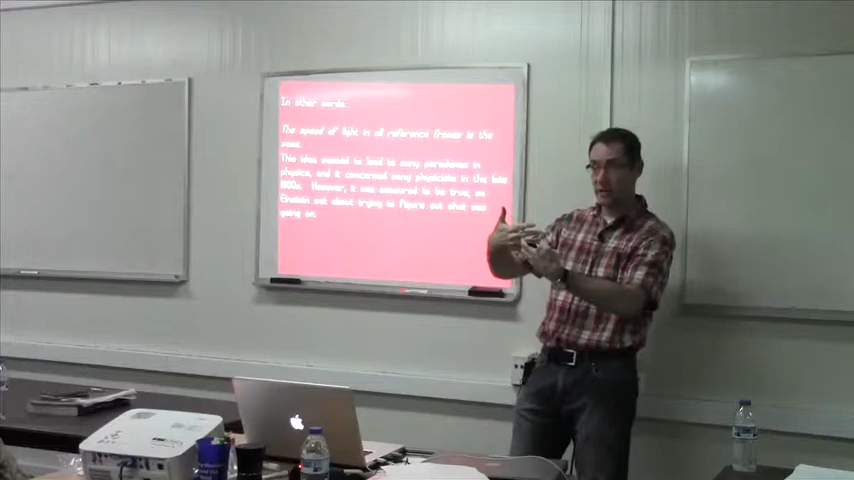 In other words.
The speed of light in all reference frames is the
same.
This idea seemed to lead to many paradoxes in
physics, and it concerned many physicists in the late
1800s. However, it was measured to be true, so
Einstein set about trying to figure out what was
going on.